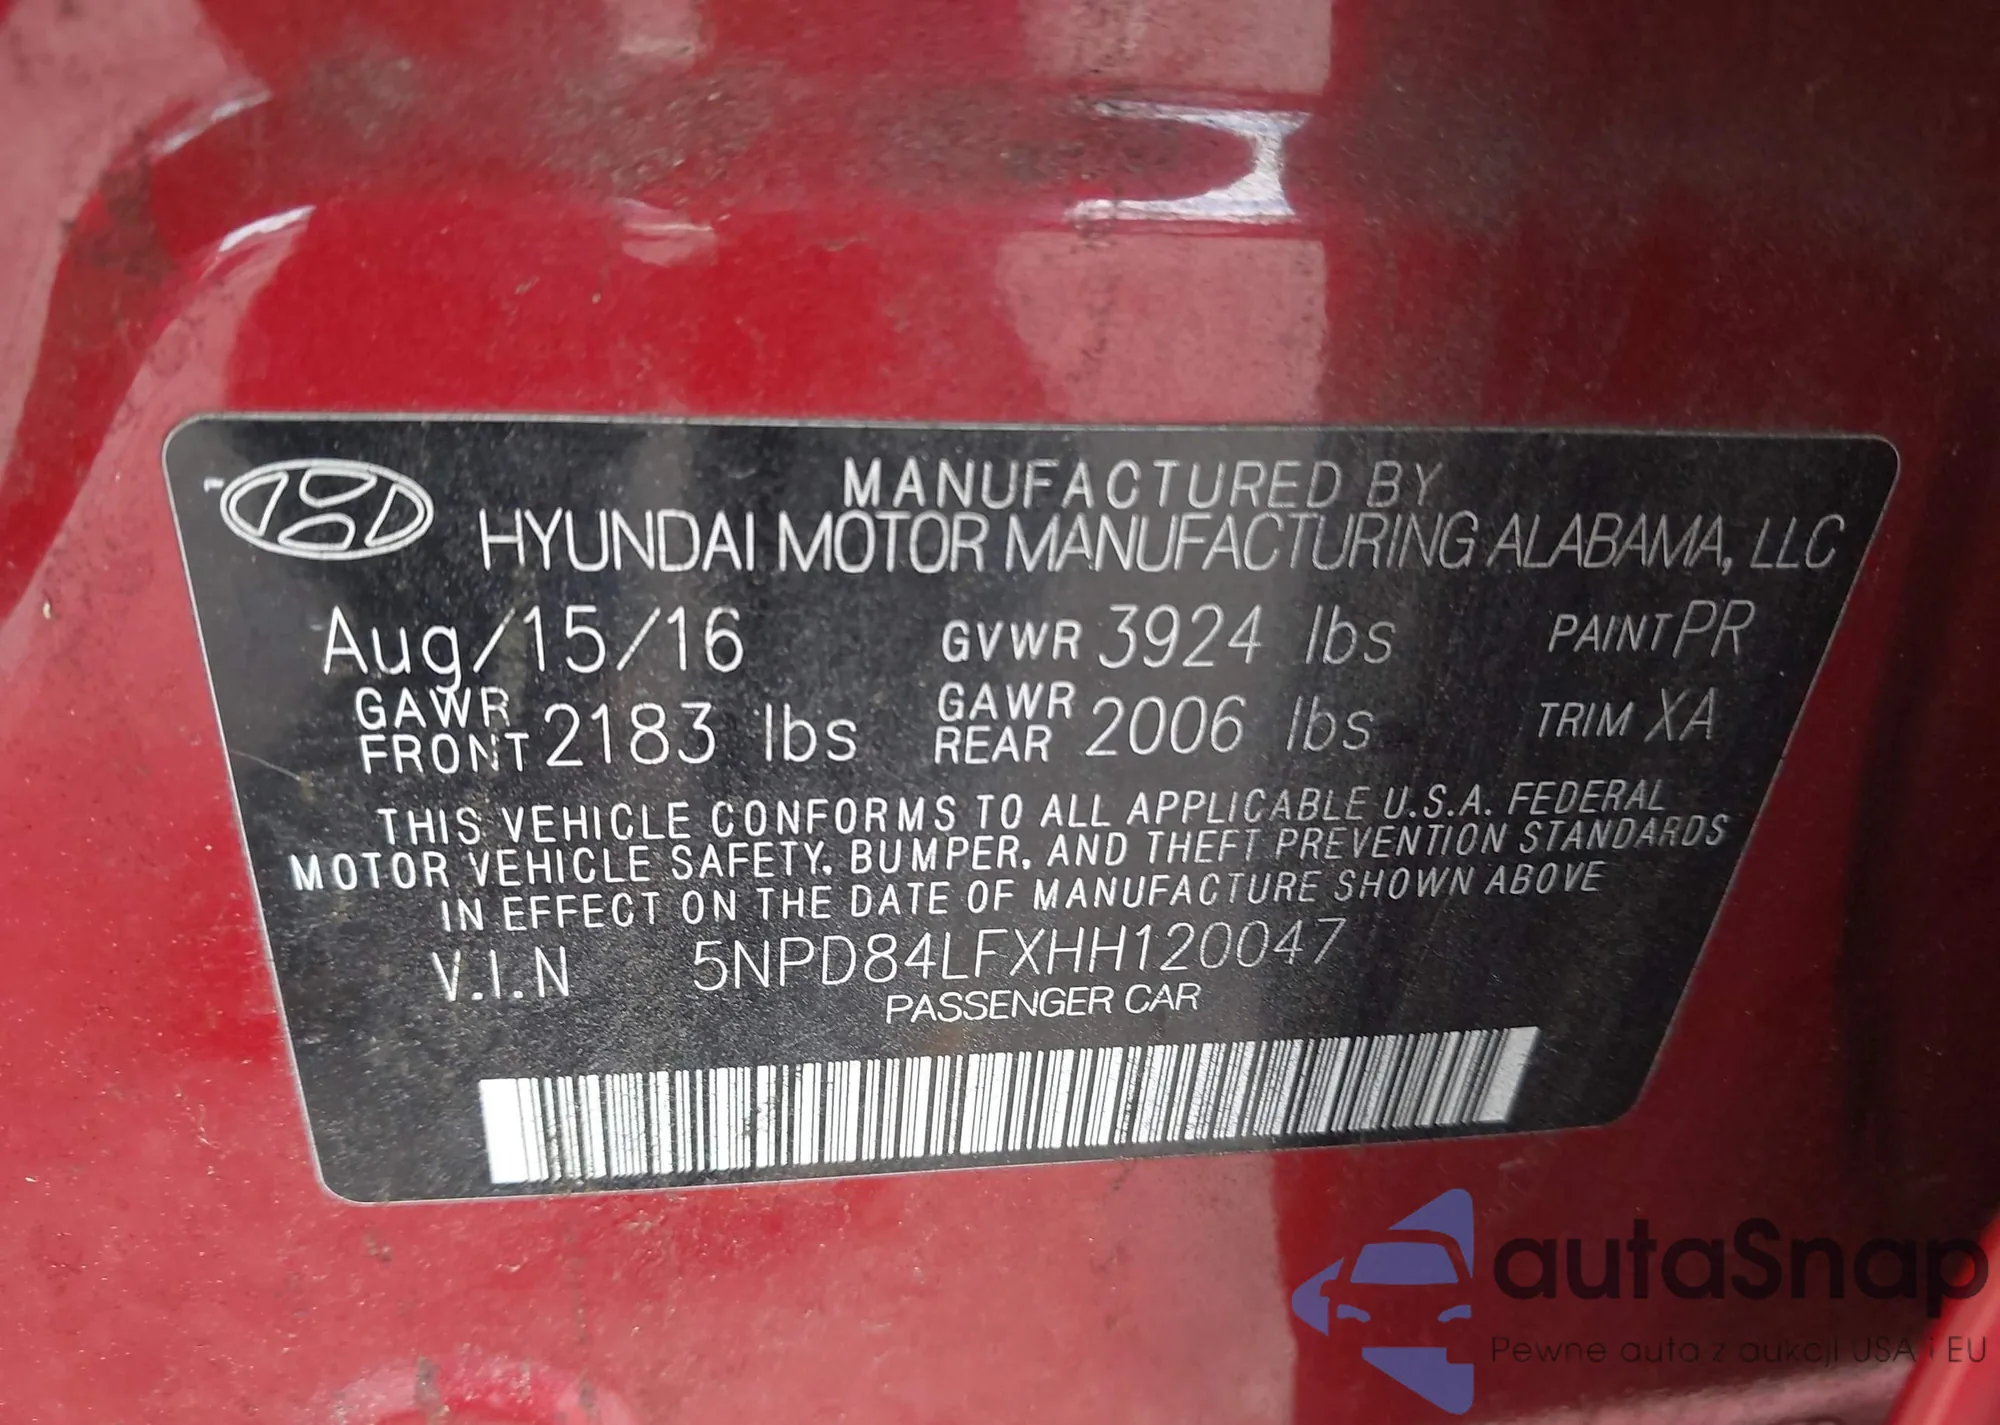 MANUFACTURED BY
HYUNDAI MOTOR MANUFACTURING ALABAMA, LLC
Aug/15/16 GVWR 3924 lbs PAINT PR
GAWR FRONT 2183 lbs GAWR REAR 2006 lbs TRIM XA
THIS VEHICLE CONFORMS TO ALL APPLICABLE U.S.A. FEDERAL
MOTOR VEHICLE SAFETY, BUMPER, AND THEFT PREVENTION STANDARDS
IN EFFECT ON THE DATE OF MANUFACTURE SHOWN ABOVE
V.I.N 5NPD84LFXHH120047
PASSENGER CAR
autaSnap
Pewne auta z aukcji USA i EU